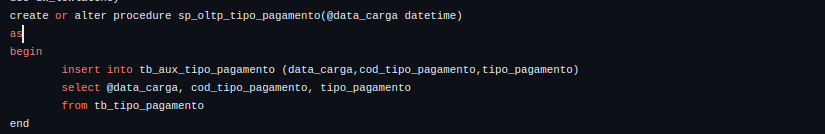 create or alter procedure sp_oltp_tipo_pagamento(@data_carga datetime)
as
begin
insert into tb_aux_tipo_pagamento (data_carga,cod_tipo_pagamento,tipo_pagamento)
select @data_carga, cod_tipo_pagamento, tipo_pagamento
from tb_tipo_pagamento
end